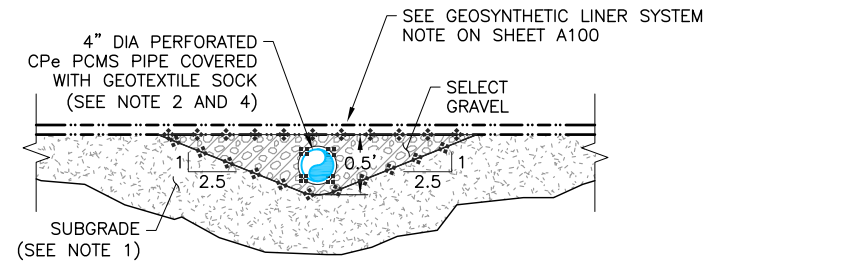 SEE GEOSYNTHETIC LINER SYSTEM
NOTE ON SHEET A100
4” DIA PERFORATED
CPe PCMS PIPE COVERED
WITH GEOTEXTILE SOCK
(SEE NOTE 2 AND 4)
SELECT
GRAVEL
1
2.5
0.5’
2.5
1
SUBGRADE
(SEE NOTE 1)